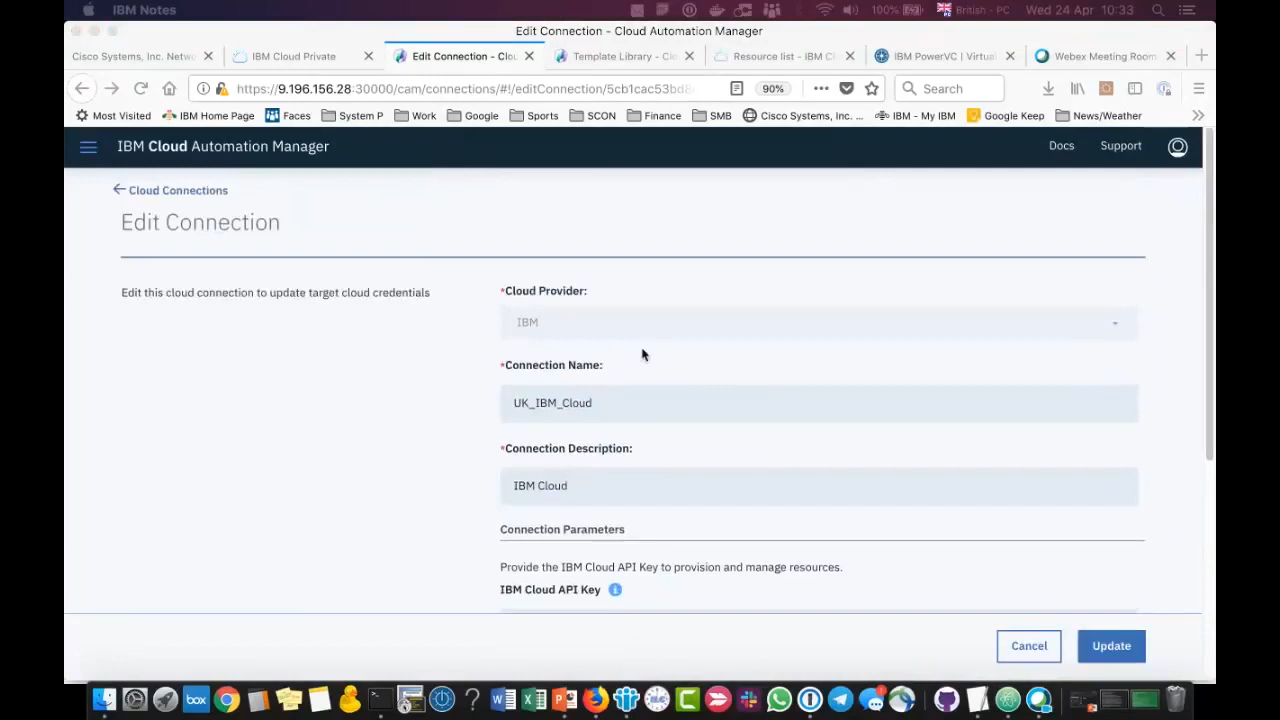 IBM Notes
100%
British - PC
Wed 24 Apr 10:33
Edit Connection - Cloud Automation Manager
Cisco Systems, Inc. Netw
IBM Cloud Private
Edit Connection - Clou
Template Library - Clo
Resource list - IBM Cl
IBM PowerVC | Virtual
Webex Meeting Room
https://9.196.156.28:30000/cam/connections/#!/editConnection/5cb1cac53bd8
90%
Search
Most Visited
IBM Home Page
Faces
System P
Work
Google
Sports
SCON
Finance
SMB
Cisco Systems, Inc. ...
IBM - My IBM
Google Keep
News/Weather
IBM Cloud Automation Manager
Docs
Support
Cloud Connections
Edit Connection
Edit this cloud connection to update target cloud credentials
*Cloud Provider:
IBM
*Connection Name:
UK_IBM_Cloud
*Connection Description:
IBM Cloud
Connection Parameters
Provide the IBM Cloud API Key to provision and manage resources.
IBM Cloud API Key
Cancel
Update
box